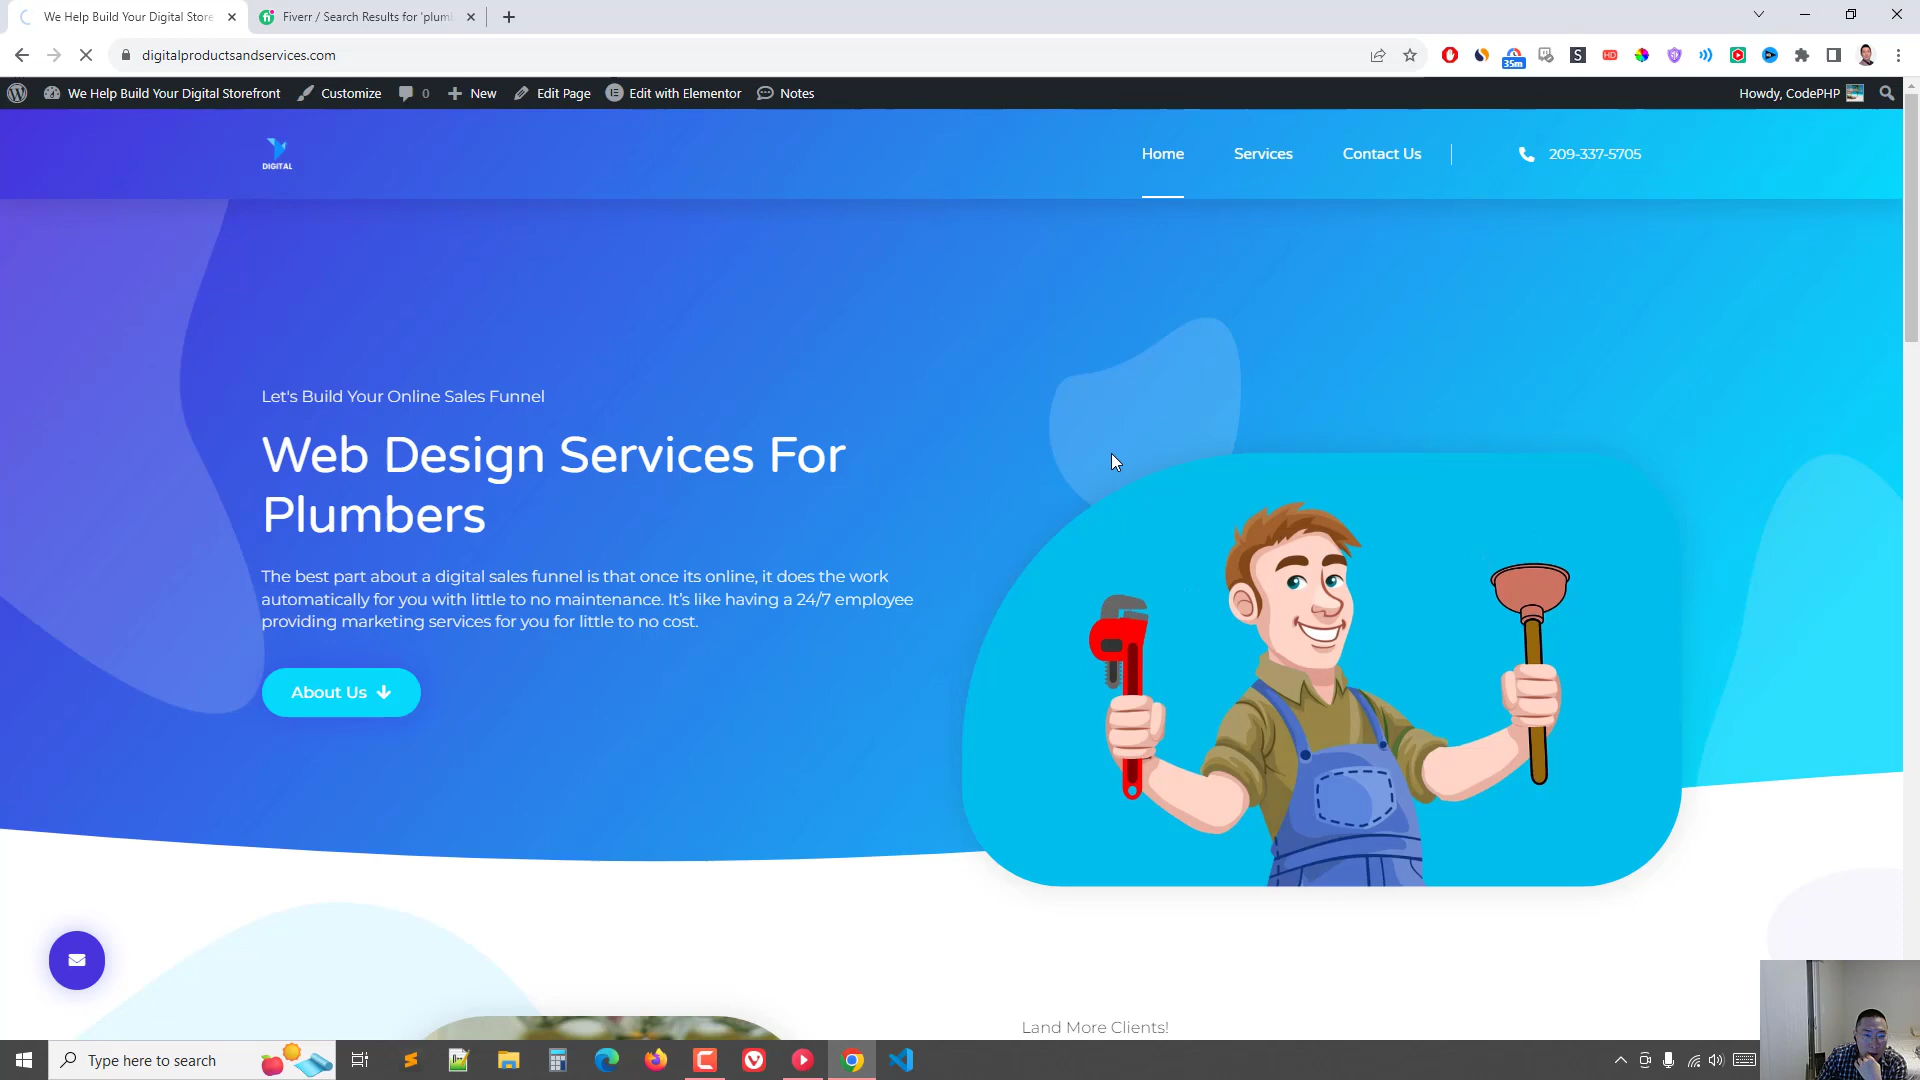 We Help Build Your Digital Store
Fiverr / Search Results for 'plum
digitalproductsandservices.com
35m
S
HD
We Help Build Your Digital Storefront
Customize
0
New
Edit Page
Edit with Elementor
Notes
Howdy, CodePHP
DIGITAL
Home
Services
Contact Us
209-337-5705
Let's Build Your Online Sales Funnel
Web Design Services For
Plumbers
The best part about a digital sales funnel is that once its online, it does the work
automatically for you with little to no maintenance. It's like having a 24/7 employee
providing marketing services for you for little to no cost.
About Us
Land More Clients!
Type here to search